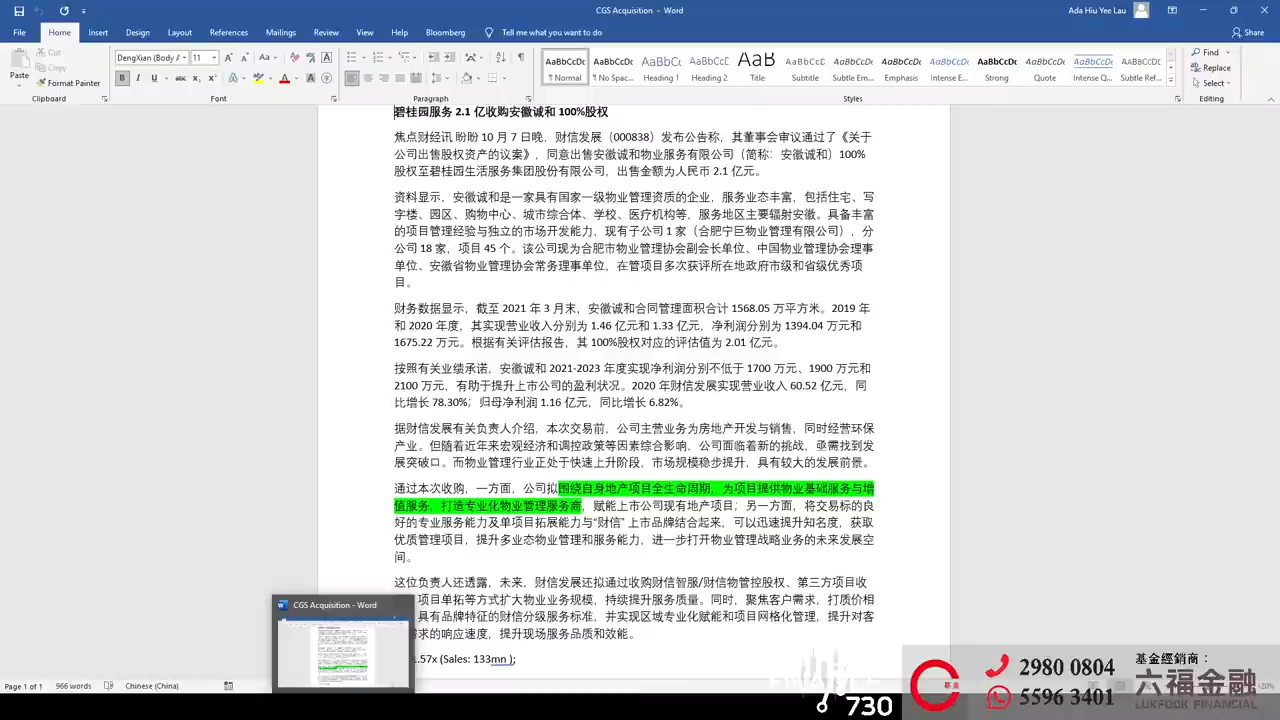 CGS Acquisition - Word
Ada Hiu Yee Lau
File Home Insert Design Layout References Mailings Review View Help Bloomberg Tell me what you want to do Share
Paste Cut Copy Format Painter
DengXian (Body A 11
AaBbCcDc AaBbCcDc AaBbCc AaBbCcD AaB AaBbCcD AaBbCcDc AaBbCcDc AaBbCcDc AaBbCcDc AaBbCcDc AaBbCcDc AaBbCcDc
¶ Normal ¶ No Spac... Heading 1 Heading 2 Title Subtitle Subtle Em... Emphasis Intense E... Strong Quote Intense Q... Subtle Ref...
Find Replace Select
Clipboard Font Paragraph Styles Editing
碧桂园服务 2.1 亿收购安徽诚和 100%股权
焦点财经讯 盼盼 10 月 7 日晚，财信发展（000838）发布公告称，其董事会审议通过了《关于
公司出售股权资产的议案》，同意出售安徽诚和物业服务有限公司（简称：安徽诚和）100%
股权至碧桂园生活服务集团股份有限公司，出售金额为人民币 2.1 亿元。
资料显示，安徽诚和是一家具有国家一级物业管理资质的企业，服务业态丰富，包括住宅、写
字楼、园区、购物中心、城市综合体、学校、医疗机构等，服务地区主要辐射安徽。具备丰富
的项目管理经验与独立的市场开发能力，现有子公司 1 家（合肥宁巨物业管理有限公司），分
公司 18 家，项目 45 个。该公司现为合肥市物业管理协会副会长单位、中国物业管理协会理事
单位、安徽省物业管理协会常务理事单位，在管项目多次获评所在地政府市级和省级优秀项
目。
财务数据显示，截至 2021 年 3 月末，安徽诚和合同管理面积合计 1568.05 万平方米。2019 年
和 2020 年度，其实现营业收入分别为 1.46 亿元和 1.33 亿元，净利润分别为 1394.04 万元和
1675.22 万元。根据有关评估报告，其 100%股权对应的评估值为 2.01 亿元。
按照有关业绩承诺，安徽诚和 2021-2023 年度实现净利润分别不低于 1700 万元、1900 万元和
2100 万元，有助于提升上市公司的盈利状况。2020 年财信发展实现营业收入 60.52 亿元，同
比增长 78.30%；归母净利润 1.16 亿元，同比增长 6.82%。
据财信发展有关负责人介绍，本次交易前，公司主营业务为房地产开发与销售，同时经营环保
产业。但随着近年来宏观经济和调控政策等因素综合影响，公司面临着新的挑战，亟需找到发
展突破口。而物业管理行业正处于快速上升阶段，市场规模稳步提升，具有较大的发展前景。
通过本次收购，一方面，公司拟围绕自身地产项目全生命周期，为项目提供物业基础服务与增
值服务，打造专业化物业管理服务商，赋能上市公司现有地产项目；另一方面，将交易标的良
好的专业服务能力及单项目拓展能力与“财信” 上市品牌结合起来，可以迅速提升知名度，获取
优质管理项目，提升多业态物业管理和服务能力，进一步打开物业管理战略业务的未来发展空
间。
这位负责人还透露，未来，财信发展还拟通过收购财信智服/财信物管控股权、第三方项目收
项目单拓等方式扩大物业业务规模，持续提升服务质量。同时，聚焦客户需求，打质价相
具有品牌特征的财信分级服务标准，并实现区域专业化赋能和项目网格化管理，提升对客
求的响应速度，提升现场服务品质和效能。
.57x (Sales: 133mn );
CGS Acquisition - Word
Page 1 of 1 966 words Chinese (China)
730
5596 3401
基金經銷商
六福金融
LUKFOOK FINANCIAL